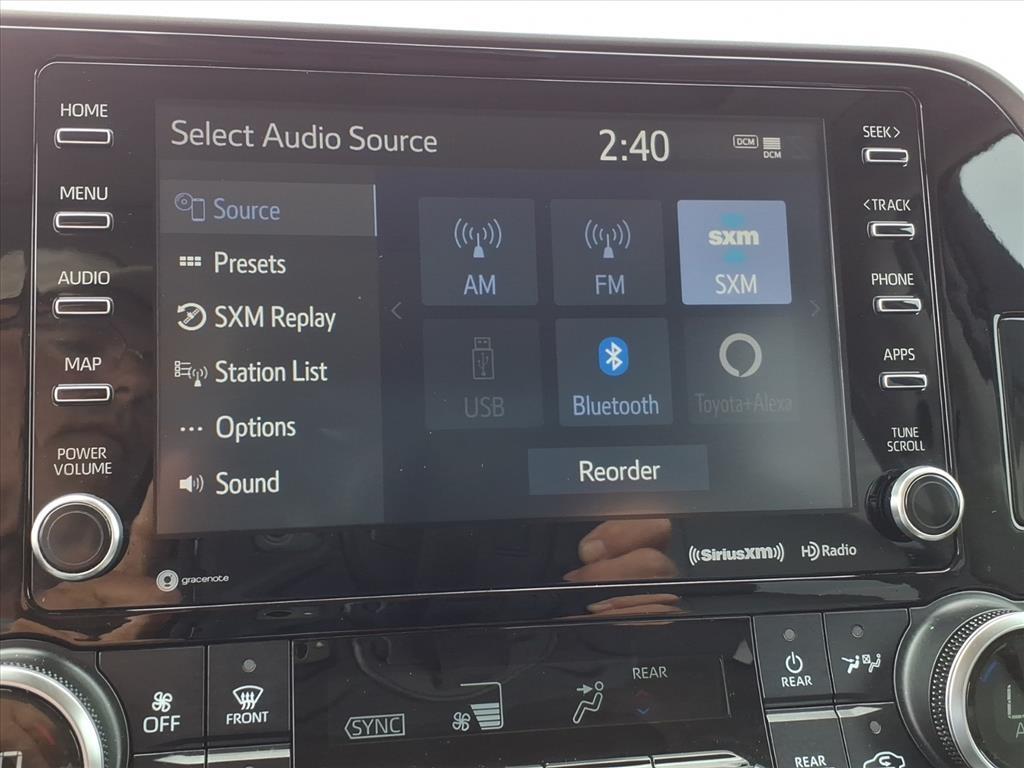 HOME
MENU
AUDIO
MAP
POWER
VOLUME
Select Audio Source
2:40
DCM
DCM
Source
Presets
SXM Replay
Station List
Options
Sound
AM
FM
sxm
SXM
USB
Bluetooth
Toyota+Alexa
Reorder
SEEK>
<TRACK
PHONE
APPS
TUNE
SCROLL
gracenote
((SiriusXM))
HD Radio
OFF
FRONT
SYNC
REAR
REAR
REAR